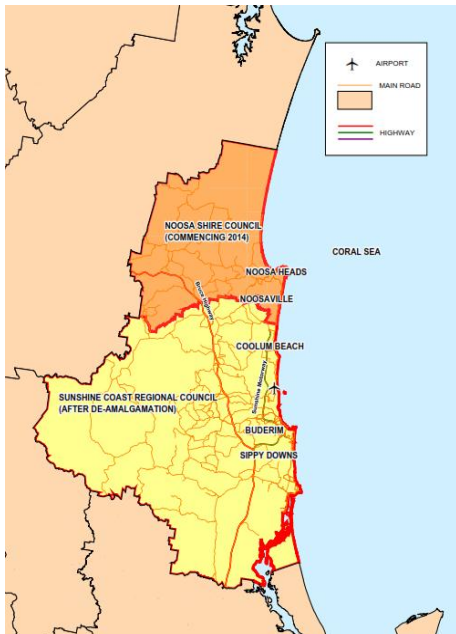 AIRPORT
MAIN ROAD
HIGHWAY
NOOSA SHIRE COUNCIL
(COMMENCING 2014)
CORAL SEA
NOOSA HEADS
Bruce Highway
NOOSAVILLE
COOLUM BEACH
Sunshine Motorway
SUNSHINE COAST REGIONAL COUNCIL
(AFTER DE-AMALGAMATION)
BUDERIM
SIPPY DOWNS